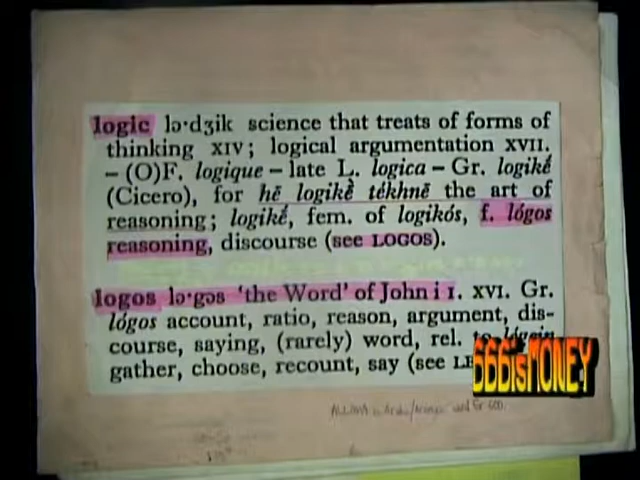 logic lɔ·dʒik science that treats of forms of
thinking XIV; logical argumentation XVII.
– (O)F. logique – late L. logica – Gr. logikḗ
(Cicero), for hē logikḕ tékhnē the art of
reasoning; logikḗ, fem. of logikós, f. lógos
reasoning, discourse (see LOGOS).
logos lɔ·gɔs ‘the Word’ of John i 1. XVI. Gr.
lógos account, ratio, reason, argument, dis-
course, saying, (rarely) word, rel. to
gather, choose, recount, say (see
666isMONEY